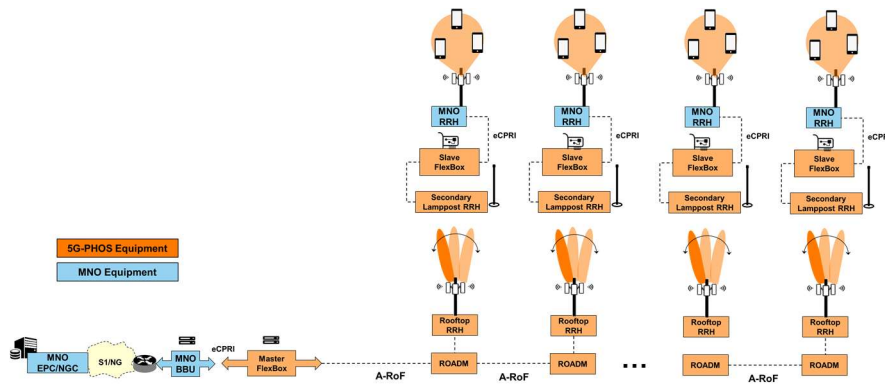 MNO
RRH
MNO
RRH
MNO
RRH
MNO
RRH
eCPRI
eCPRI
eCPRI
eCP
Slave
FlexBox
Slave
FlexBox
Slave
FlexBox
Slave
FlexBox
Secondary
Lamppost RRH
Secondary
Lamppost RRH
Secondary
Lamppost RRH
Secondary
Lamppost RRH
5G-PHOS Equipment
MNO Equipment
Rooftop
RRH
Rooftop
RRH
Rooftop
RRH
Rooftop
RRH
MNO
EPC/NGC
S1/NG
MNO
BBU
eCPRI
Master
FlexBox
ROADM
ROADM
...
ROADM
ROADM
A-RoF
A-RoF
A-RoF